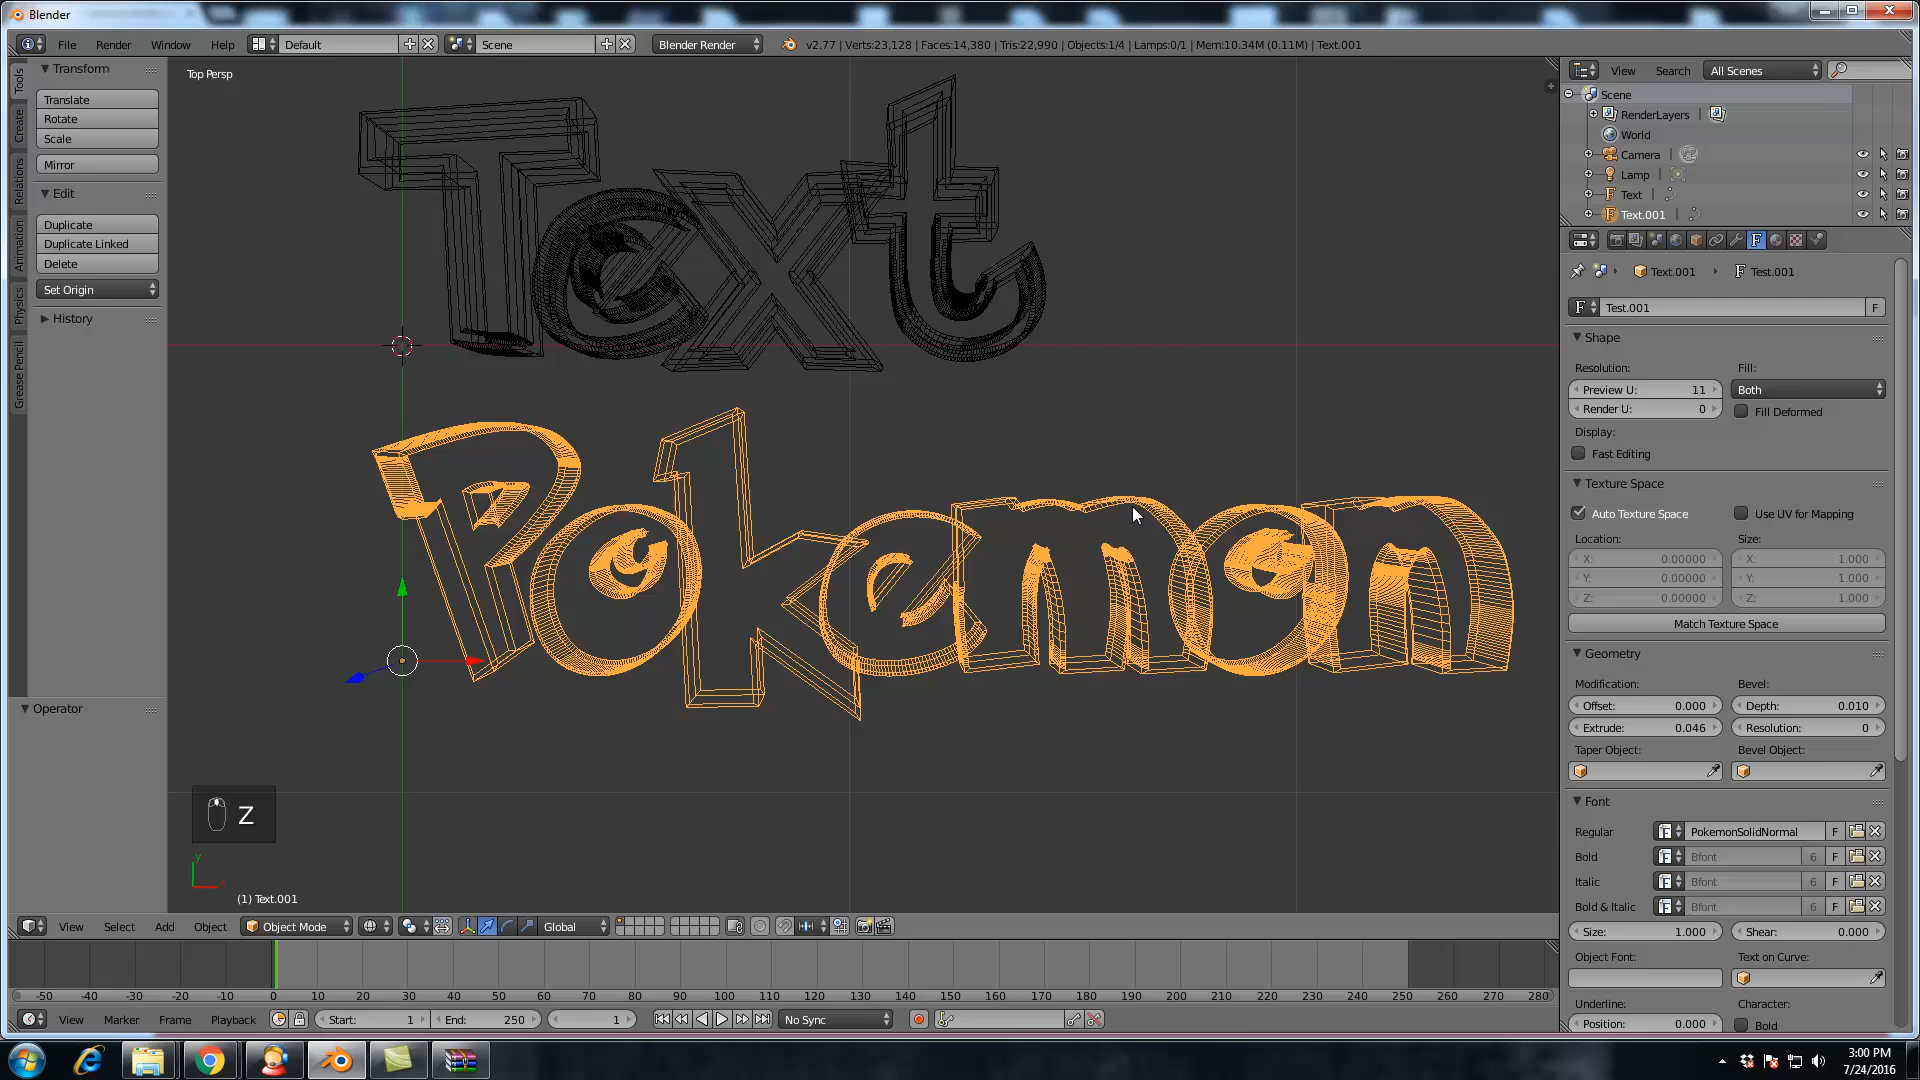 Blender
File Render Window Help Default Scene Blender Render v2.77 | Verts:23,128 | Faces:14,380 | Tris:22,990 | Objects:1/4 | Lamps:0/1 | Mem:10.34M (0.11M) | Text.001
Tools
Create
Relations
Animation
Physics
Grease Pencil
Transform
Translate
Rotate
Scale
Mirror
Edit
Duplicate
Duplicate Linked
Delete
Set Origin
History
Operator
Top Persp
Text
Pokemon
Z
y
(1) Text.001
View Search All Scenes
Scene
RenderLayers
World
Camera
Lamp
Text
Text.001
Text.001 F Test.001
F Test.001 F
Shape
Resolution: Fill:
Preview U: 11 Both
Render U: 0 Fill Deformed
Display:
Fast Editing
Texture Space
Auto Texture Space Use UV for Mapping
Location: Size:
X: 0.00000 X: 1.000
Y: 0.00000 Y: 1.000
Z: 0.00000 Z: 1.000
Match Texture Space
Geometry
Modification: Bevel:
Offset: 0.000 Depth: 0.010
Extrude: 0.046 Resolution: 0
Taper Object: Bevel Object:
Font
Regular PokemonSolidNormal F
Bold Bfont 6 F
Italic Bfont 6 F
Bold & Italic Bfont 6 F
Size: 1.000 Shear: 0.000
Object Font: Text on Curve:
Underline: Character:
Position: 0.000 Bold
View Select Add Object Object Mode Global
-50 -40 -30 -20 -10 0 10 20 30 40 50 60 70 80 90 100 110 120 130 140 150 160 170 180 190 200 210 220 230 240 250 260 270 280
View Marker Frame Playback Start: 1 End: 250 1 No Sync
3:00 PM
7/24/2016